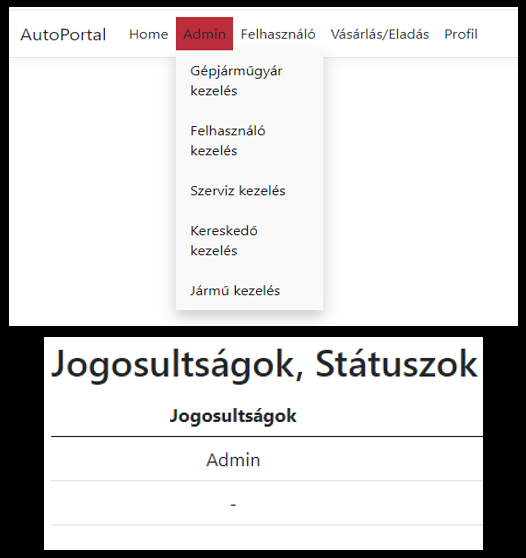 AutoPortal Home Admin Felhasználó Vásárlás/Eladás Profil
Gépjárműgyár
kezelés
Felhasználó
kezelés
Szerviz kezelés
Kereskedő
kezelés
Jármű kezelés
Jogosultságok, Státuszok
Jogosultságok
Admin
-